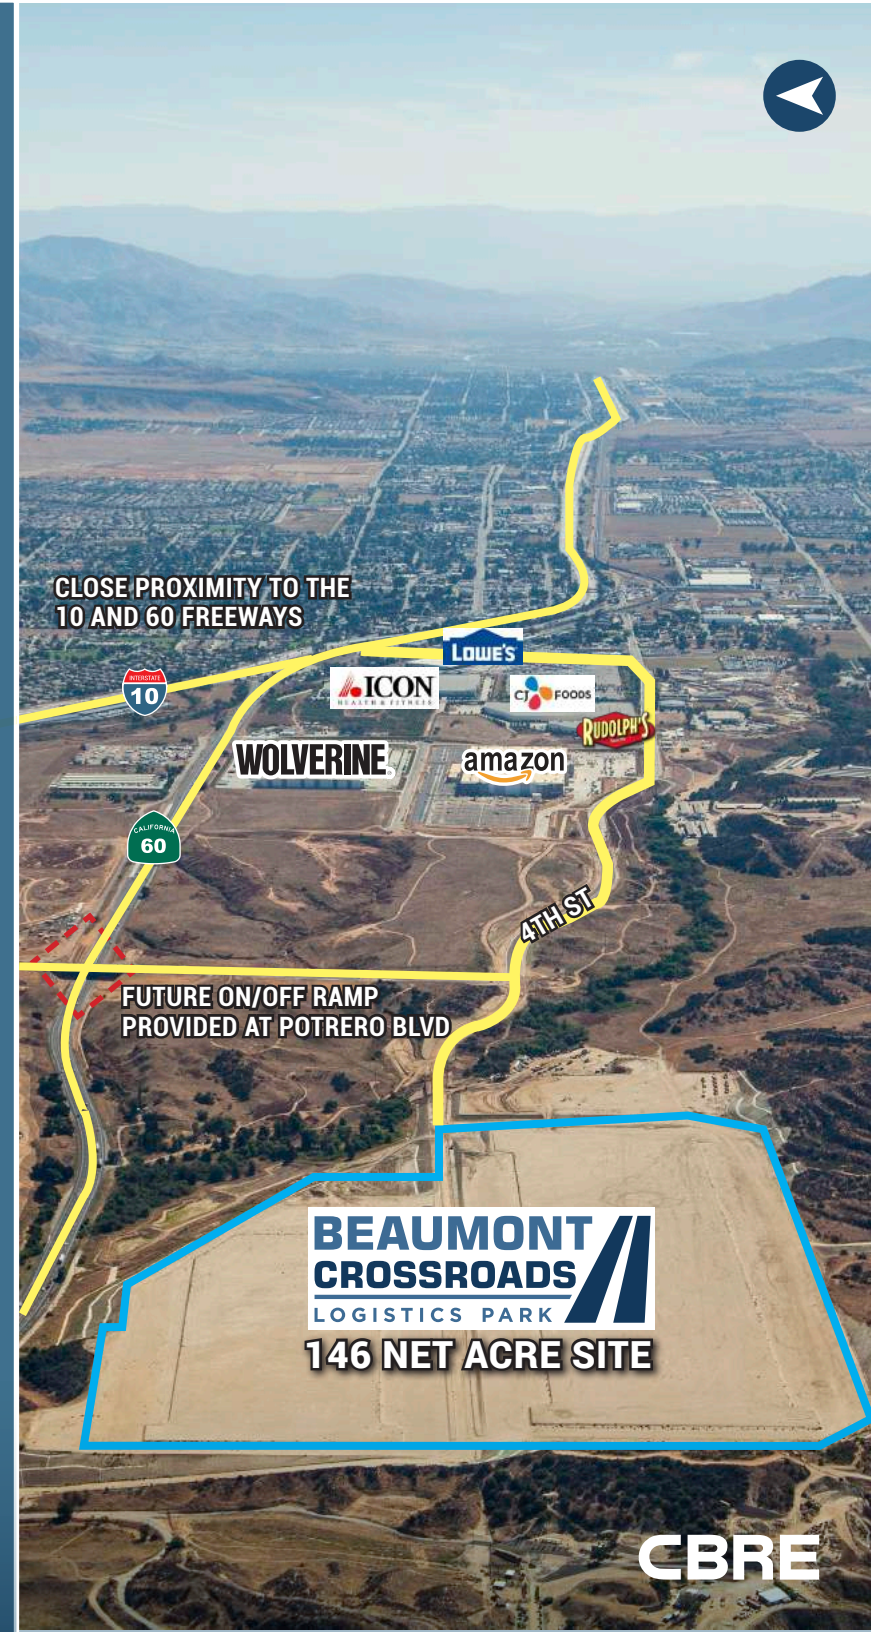 CLOSE PROXIMITY TO THE
10 AND 60 FREEWAYS
LOWE'S
INTERSTATE
10
ICON
HEALTH & FITNESS
CJ FOODS
RUDOLPH'S
WOLVERINE
amazon
CALIFORNIA
60
4TH ST
FUTURE ON/OFF RAMP
PROVIDED AT POTRERO BLVD
BEAUMONT
CROSSROADS
LOGISTICS PARK
146 NET ACRE SITE
CBRE